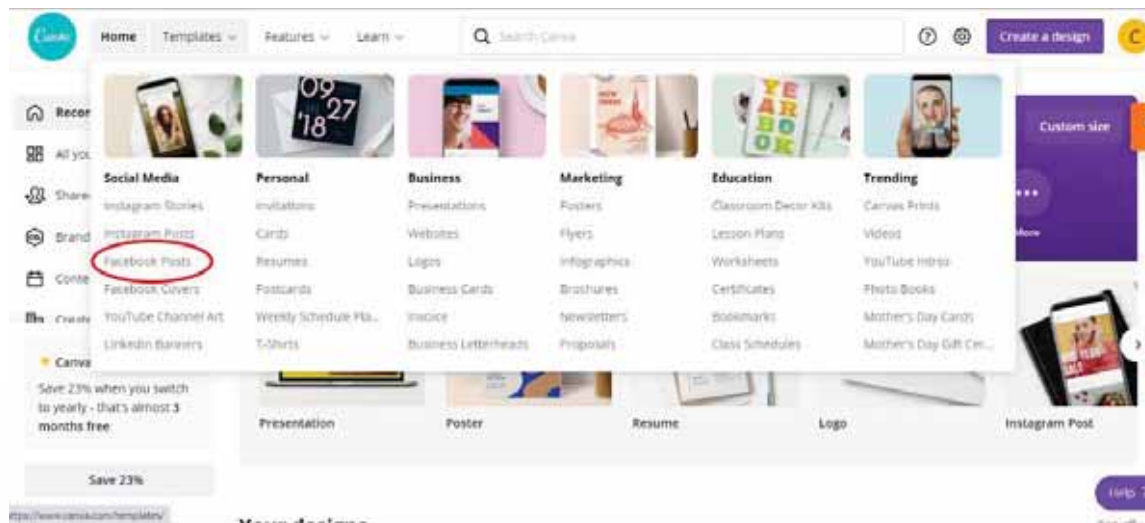 Canva
Home Templates Features Learn Search Canva Create a design C
09 27 '18
YEARBOOK
Custom size
Recor
All you
Share
Brand
Conte
Create
Social Media
Instagram Stories
Instagram Posts
Facebook Posts
Facebook Covers
YouTube Channel Art
LinkedIn Banners
Personal
Invitations
Cards
Resumes
Postcards
Weekly Schedule Pla...
T-Shirts
Business
Presentations
Websites
Logos
Business Cards
Invoice
Business Letterheads
Marketing
Posters
Flyers
Infographics
Brochures
Newsletters
Proposals
Education
Classroom Decor Kits
Lesson Plans
Worksheets
Certificates
Bookmarks
Class Schedules
Trending
Canvas Prints
Videos
YouTube Intros
Photo Books
Mother's Day Cards
Mother's Day Gift Cer...
More
Canva
Save 23% when you switch
to yearly - that's almost 3
months free
Save 23%
Presentation Poster Resume Logo Instagram Post
Help ?
https://www.canva.com/templates/
Your designs